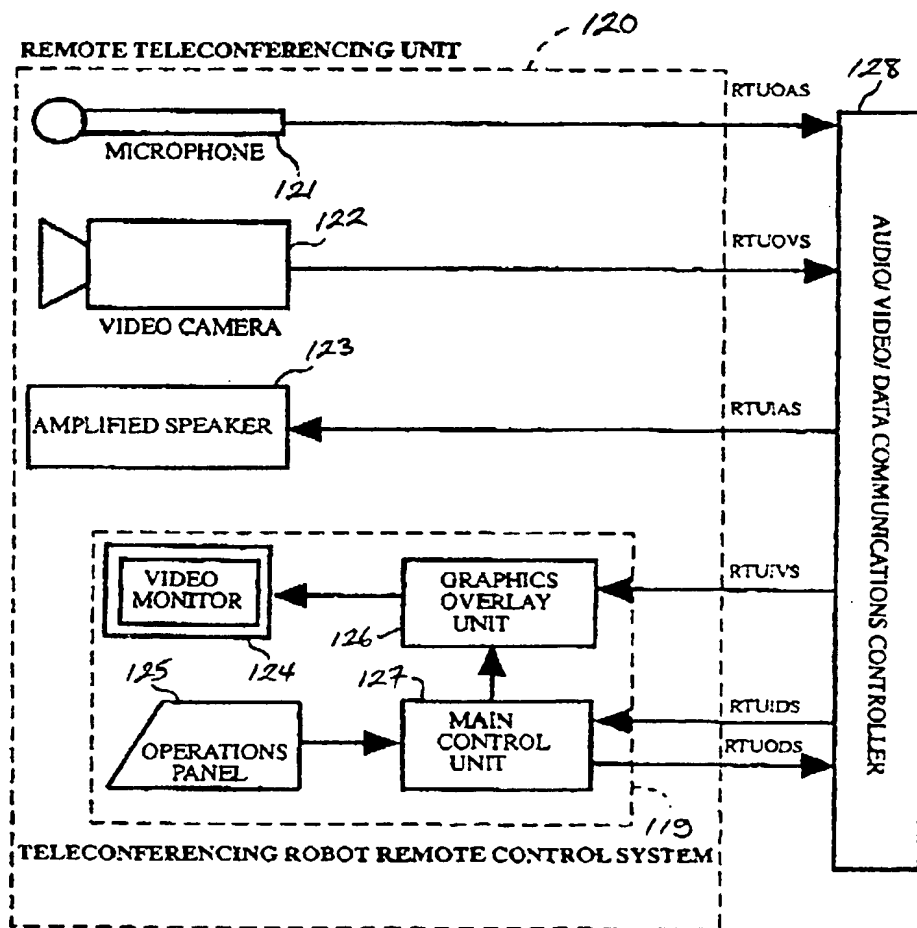 120
REMOTE TELECONFERENCING UNIT
128
RTUOAS
MICROPHONE
121
122
RTUOVS
VIDEO CAMERA
123
AMPLIFIED SPEAKER
RTUIAS
AUDIO/ VIDEO/ DATA COMMUNICATIONS CONTROLLER
VIDEO
MONITOR
124
GRAPHICS
OVERLAY
UNIT
126
RTUIVS
125
OPERATIONS
PANEL
127
MAIN
CONTROL
UNIT
RTUIDS
RTUODS
119
TELECONFERENCING ROBOT REMOTE CONTROL SYSTEM